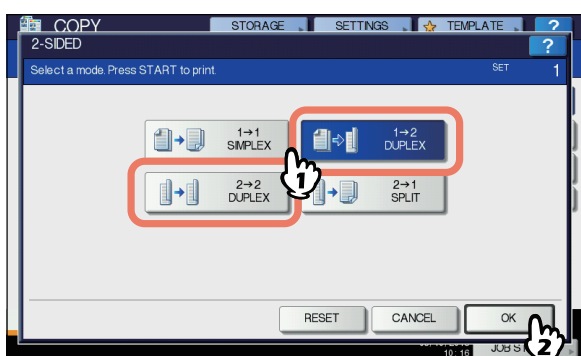 COPY STORAGE SETTINGS TEMPLATE ?
2-SIDED ?
Select a mode. Press START to print. SET 1
1→1 SIMPLEX
1→2 DUPLEX
1
2→2 DUPLEX
2→1 SPLIT
RESET CANCEL OK
2
10:16 JOB